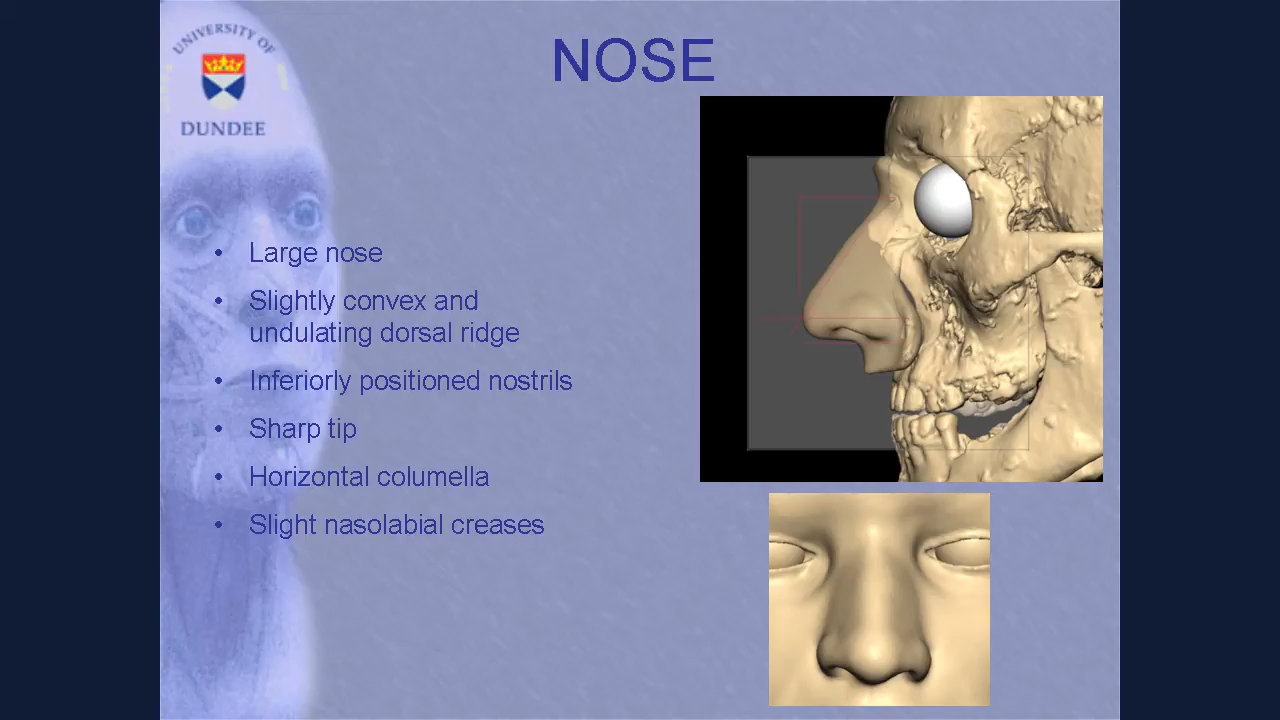 UNIVERSITY OF
DUNDEE
NOSE
• Large nose
• Slightly convex and
undulating dorsal ridge
• Inferiorly positioned nostrils
• Sharp tip
• Horizontal columella
• Slight nasolabial creases